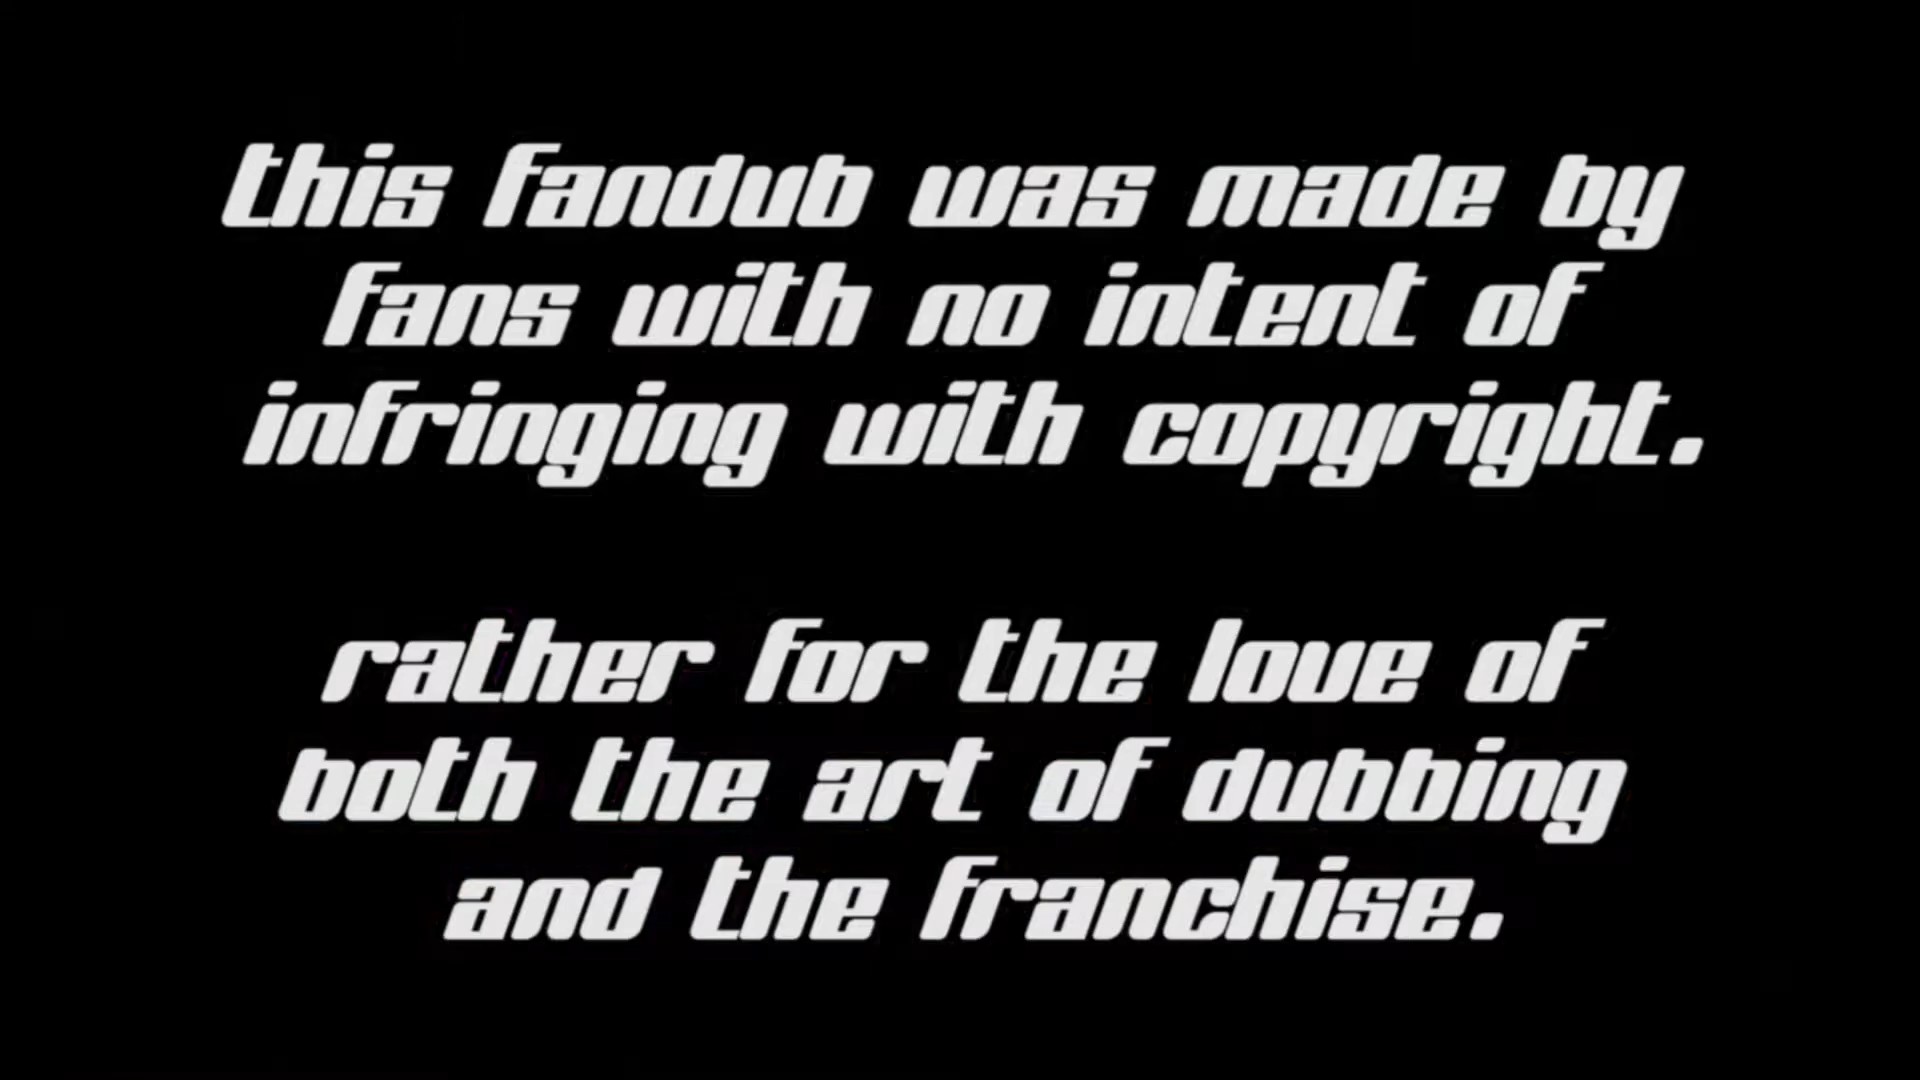 this fandub was made by
fans with no intent of
infringing with copyright.
rather for the love of
both the art of dubbing
and the franchise.